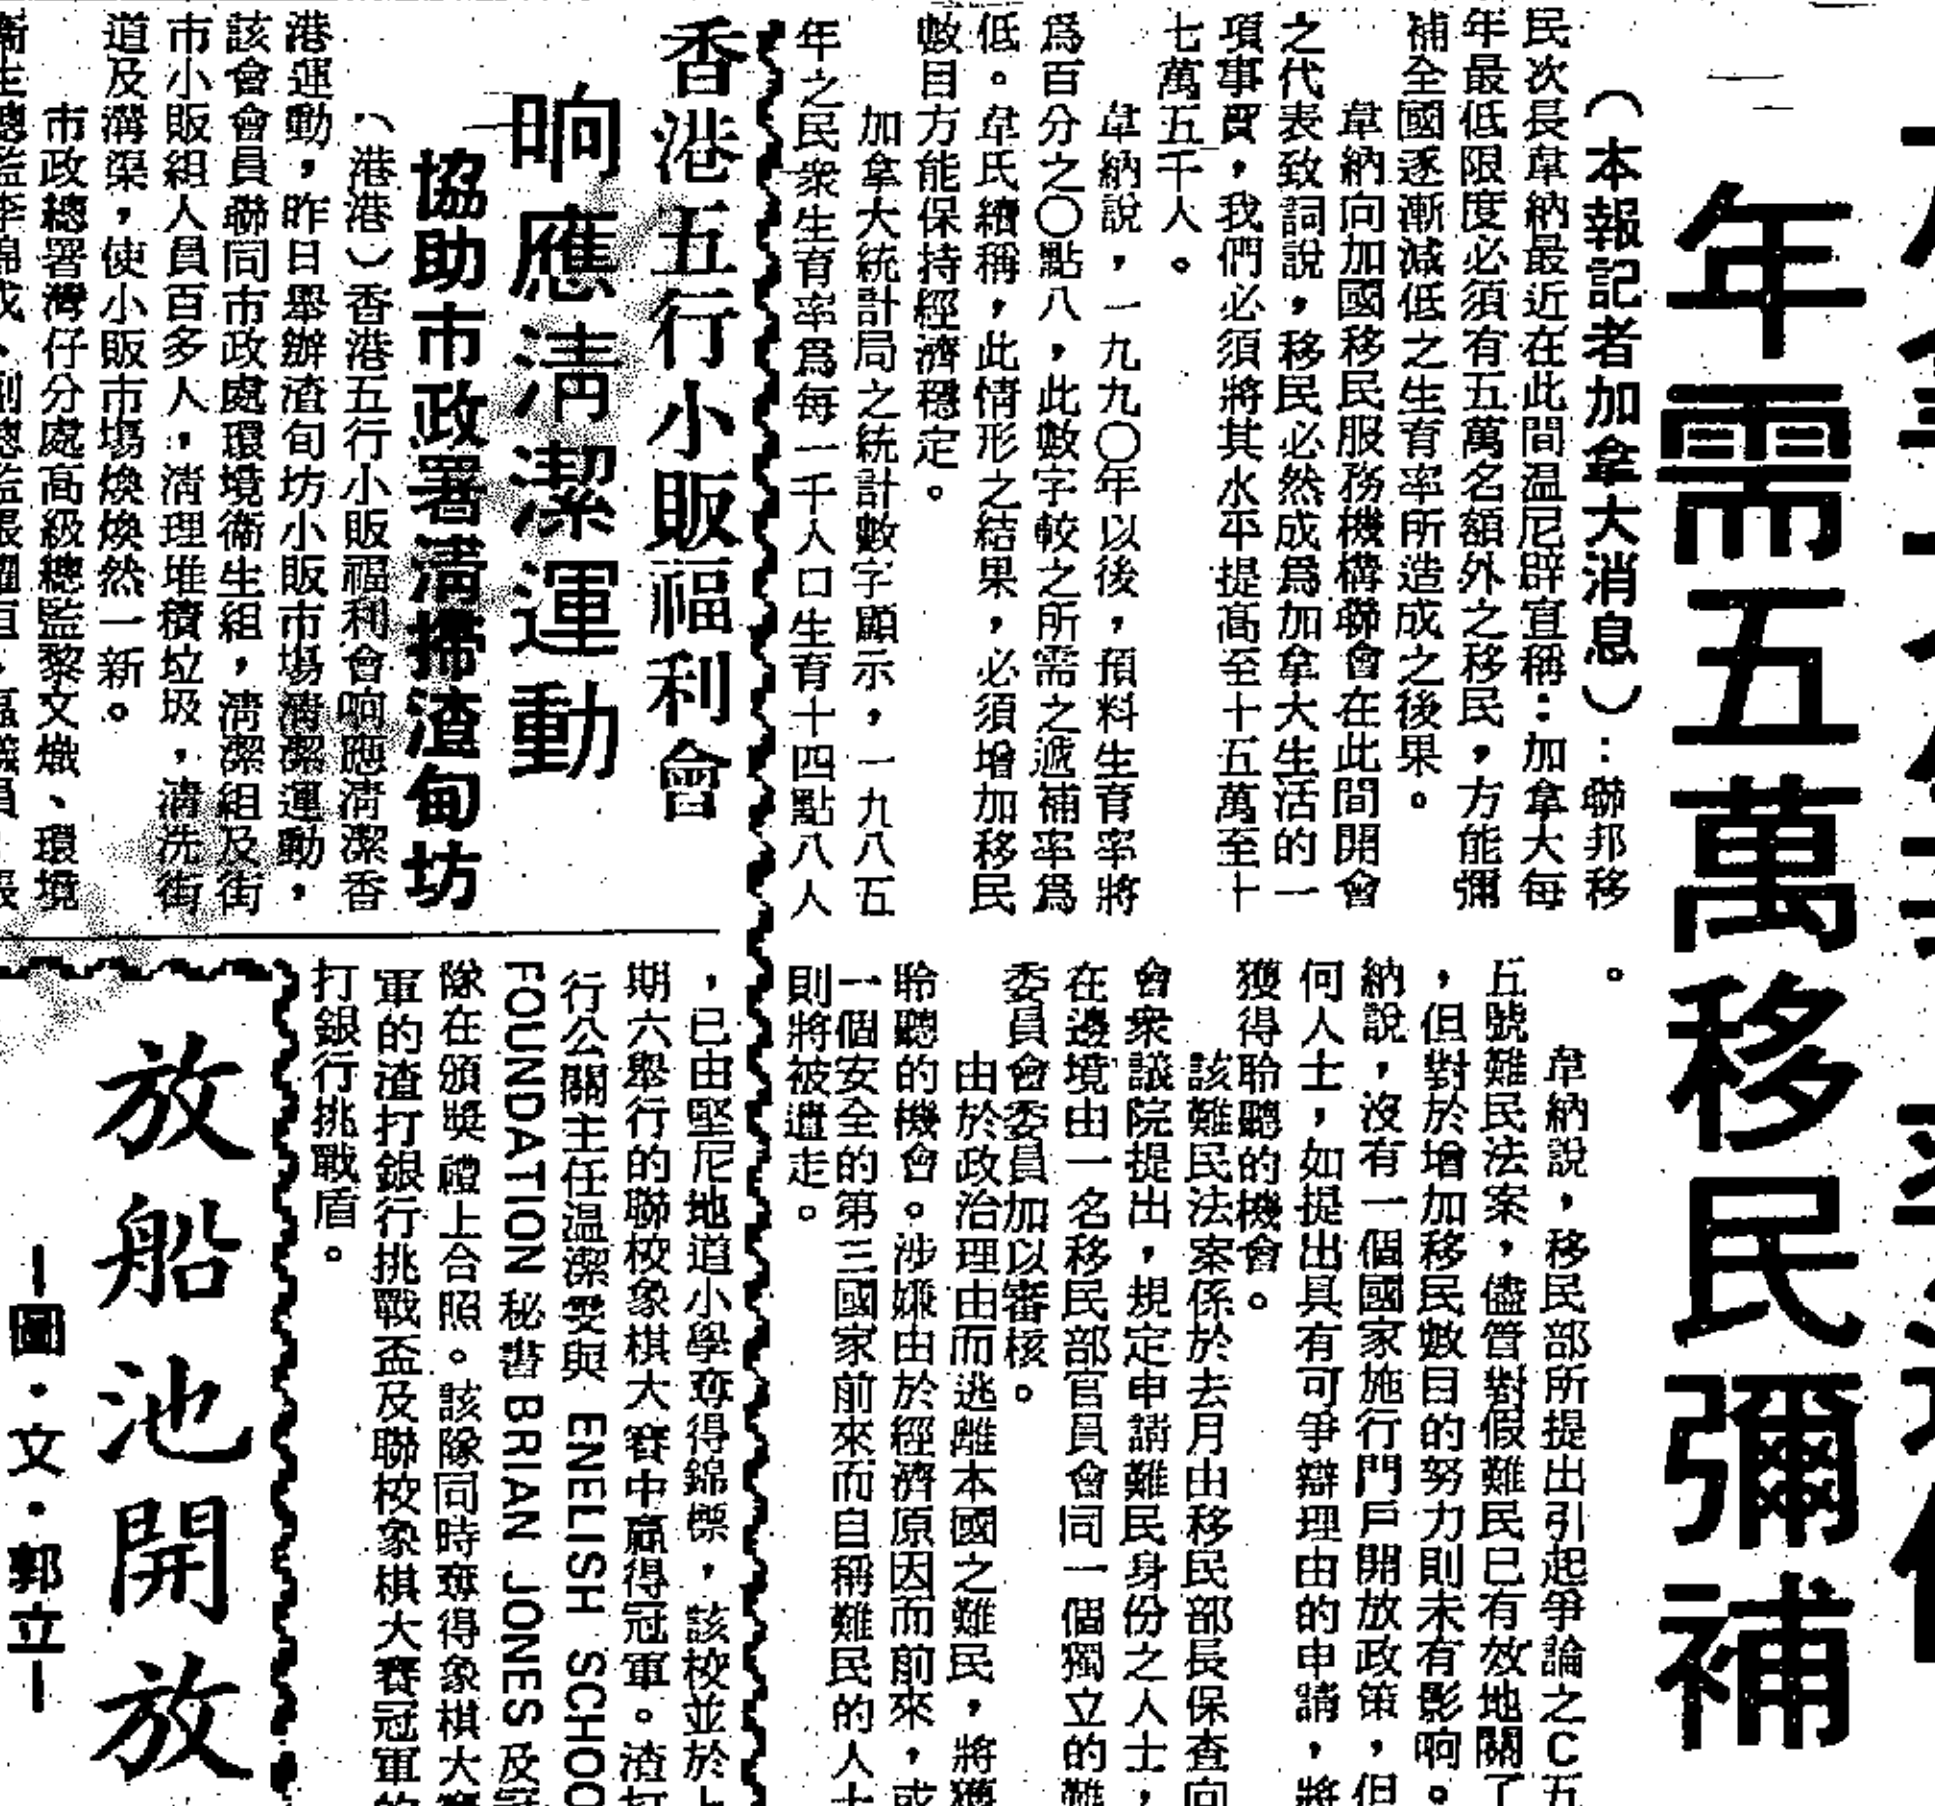 年需五萬移民彌補
（本報記者加拿大消息）：聯邦移
民次長韋納最近在此間温尼辟宣稱：加拿大每
年最低限度必須有五萬名額外之移民，方能彌
補全國逐漸減低之生育率所造成之後果。
韋納向加國移民服務機構聯會在此間開會
之代表致詞說，移民必然成爲加拿大生活的一
項事實，我們必須將其水平提高至十五萬至十
七萬五千人。
韋納說，一九九〇年以後，預料生育率將
爲百分之〇點八，此數字較之所需之遞補率爲
低。韋氏續稱，此情形之結果，必須增加移民
數目方能保持經濟穩定。
加拿大統計局之統計數字顯示，一九八五
年之民衆生育率爲每一千人口生育十四點八人
。
韋納說，移民部所提出引起爭論之C五
五號難民法案，儘管對假難民已有效地關了
，但對於增加移民數目的努力則未有影响。
納說，沒有一個國家施行門戶開放政策，但
何人士，如提出具有可爭辯理由的申請，將
獲得聆聽的機會。
該難民法案係於去月由移民部長保查向
會衆議院提出，規定申請難民身份之人士，
在邊境由一名移民部官員會同一個獨立的難
委員會委員加以審核。
由於政治理由而逃離本國之難民，將獲
聆聽的機會。涉嫌由於經濟原因而前來，或
一個安全的第三國家前來而自稱難民的人士
則將被遣走。
香港五行小販福利會
响應淸潔運動
協助市政署淸掃渣甸坊
（港港）香港五行小販福利會响應淸潔香
港運動，昨日舉辦渣甸坊小販市場淸潔運動，
該會會員聯同市政處環境衞生組，淸潔組及街
市小販組人員百多人，淸理堆積垃圾，淸洗街
道及溝渠，使小販市場煥煥然一新。
市政總署灣仔分處高級總監黎文熾、環境
，已由堅尼地道小學奪得錦標，該校並於上
期六舉行的聯校象棋大賽中贏得冠軍。渣打
行公關主任温潔雯與 ENELISH SCHOO
FOUNDATION 秘書 BRIAN JONES 及冠
隊在頒獎禮上合照。該隊同時奪得象棋大賽
軍的渣打銀行挑戰盃及聯校象棋大賽冠軍的
打銀行挑戰盾。
放船池開放
—圖・文・郭立—